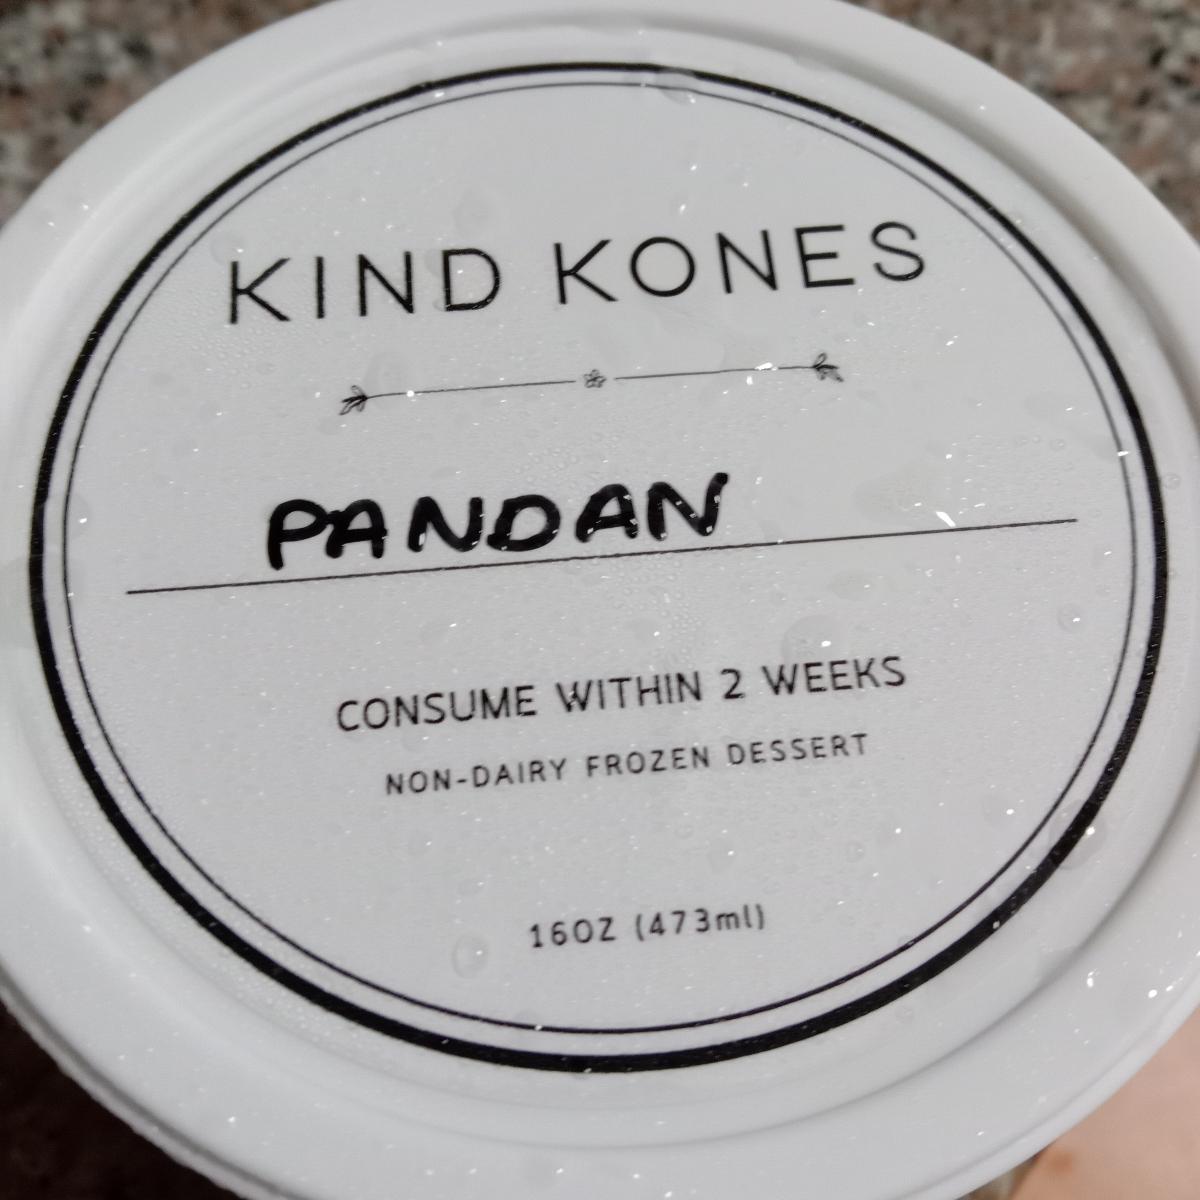 KIND KONES
PANDAN
CONSUME WITHIN 2 WEEKS
NON-DAIRY FROZEN DESSERT
16OZ (473ml)